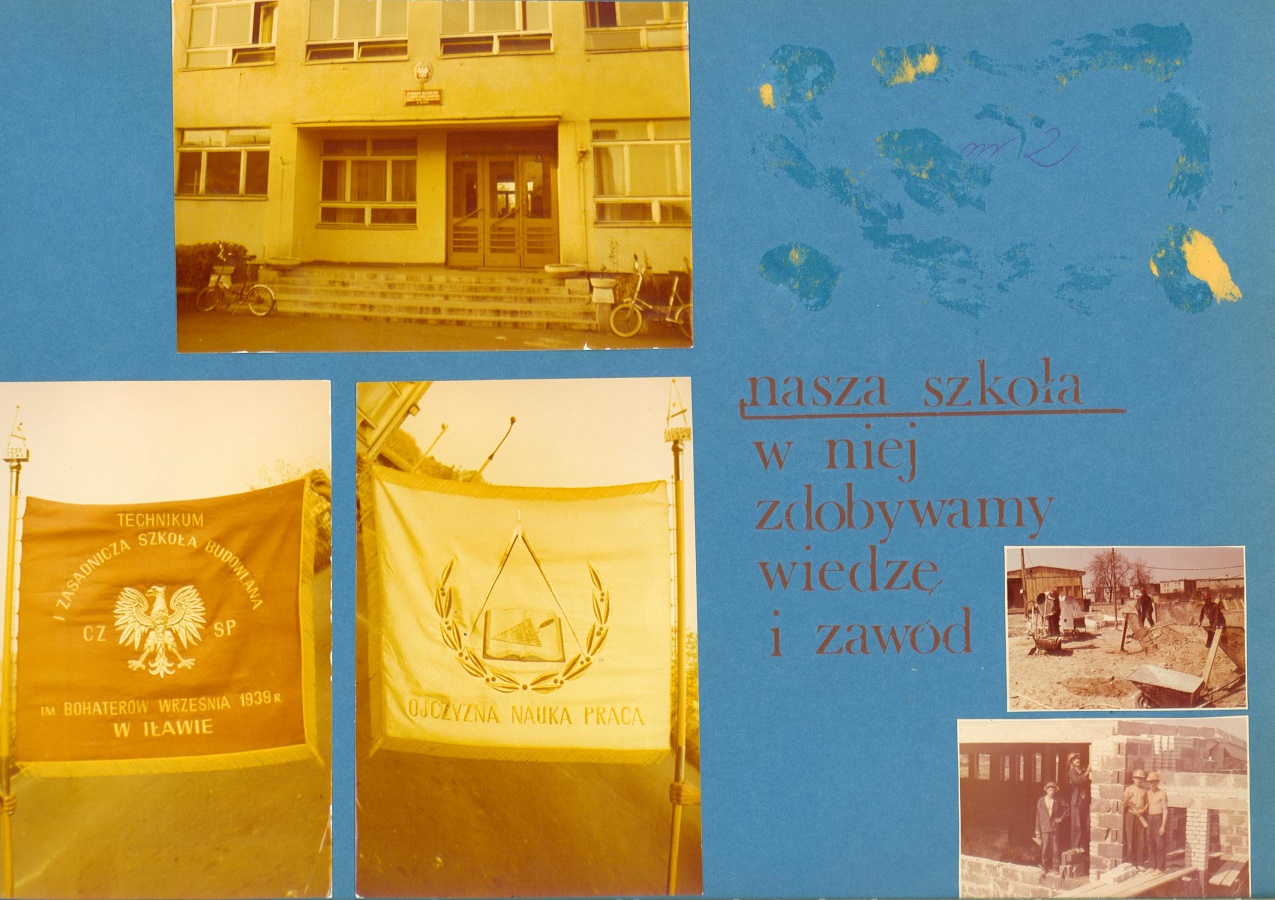 nasza szkoła
w niej
zdobywamy
wiedzę
i zawód
TECHNIKUM
I ZASADNICZA SZKOŁA BUDOWLANA
CZ SP
IM. BOHATERÓW WRZEŚNIA 1939 R.
W IŁAWIE
OJCZYZNA NAUKA PRACA